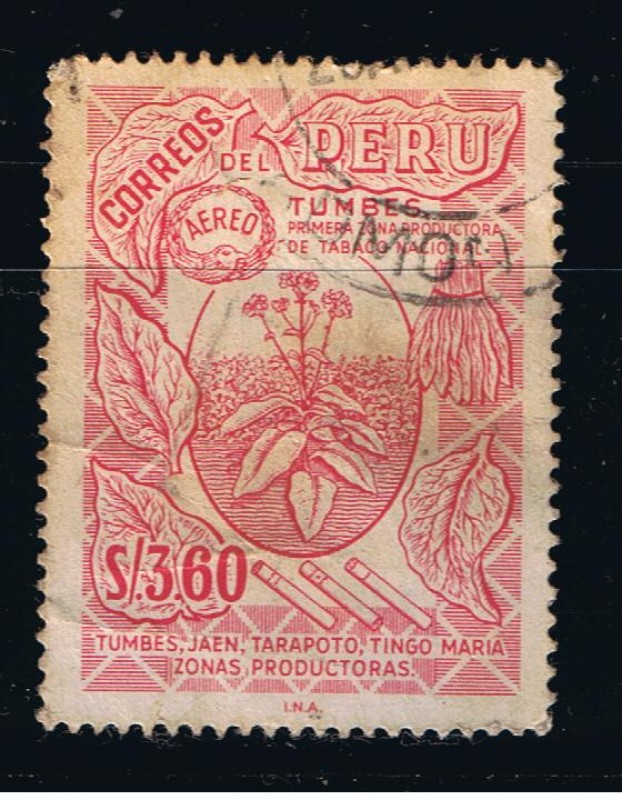 CORREOS
DEL PERU
AEREO
TUMBES.
PRIMERA ZONA PRODUCTORA
DE TABACO NACIONAL.
S/.3.60
TUMBES, JAEN, TARAPOTO, TINGO MARIA
ZONAS PRODUCTORAS.
I.N.A.